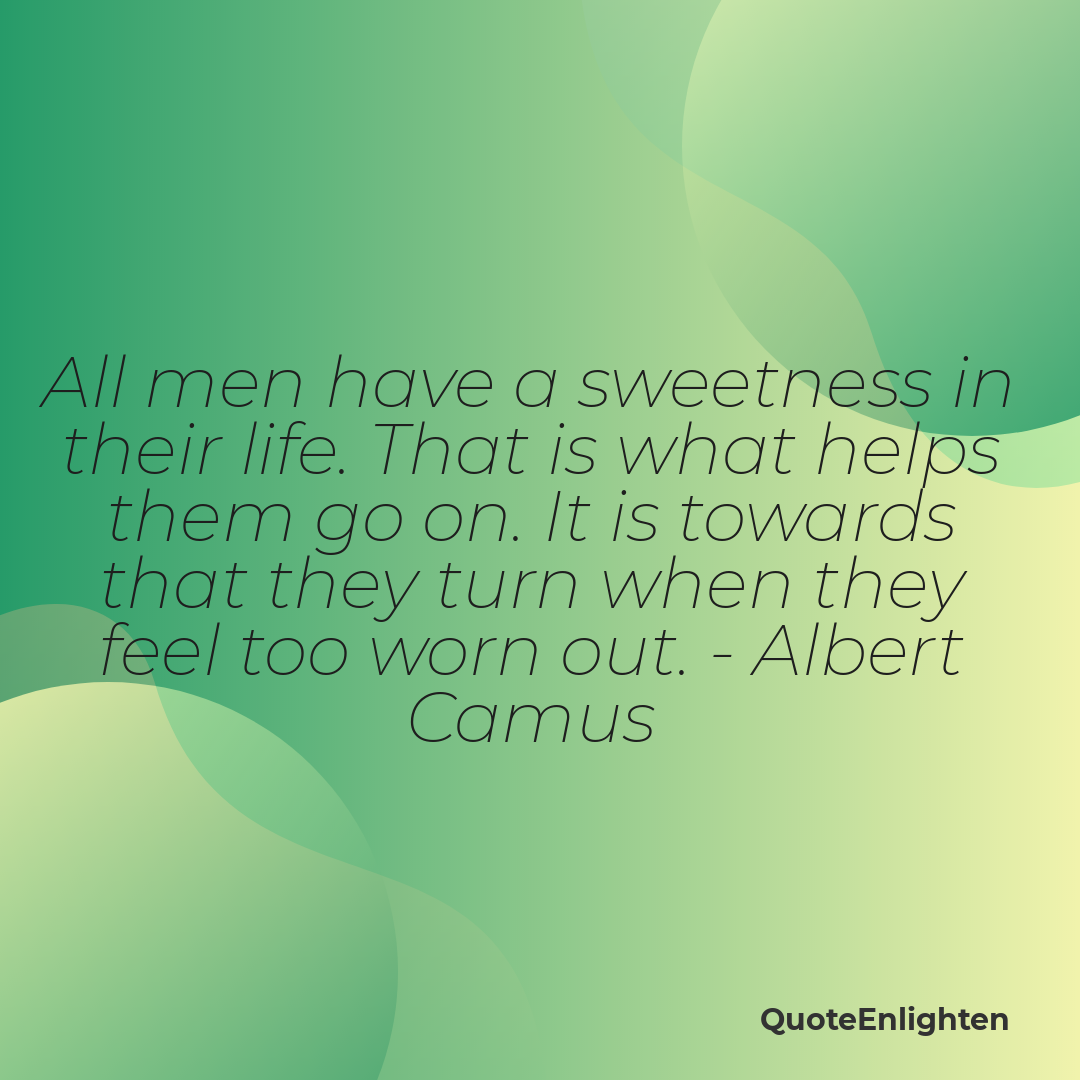 All men have a sweetness in
their life. That is what helps
them go on. It is towards
that they turn when they
feel too worn out. - Albert
Camus
QuoteEnlighten